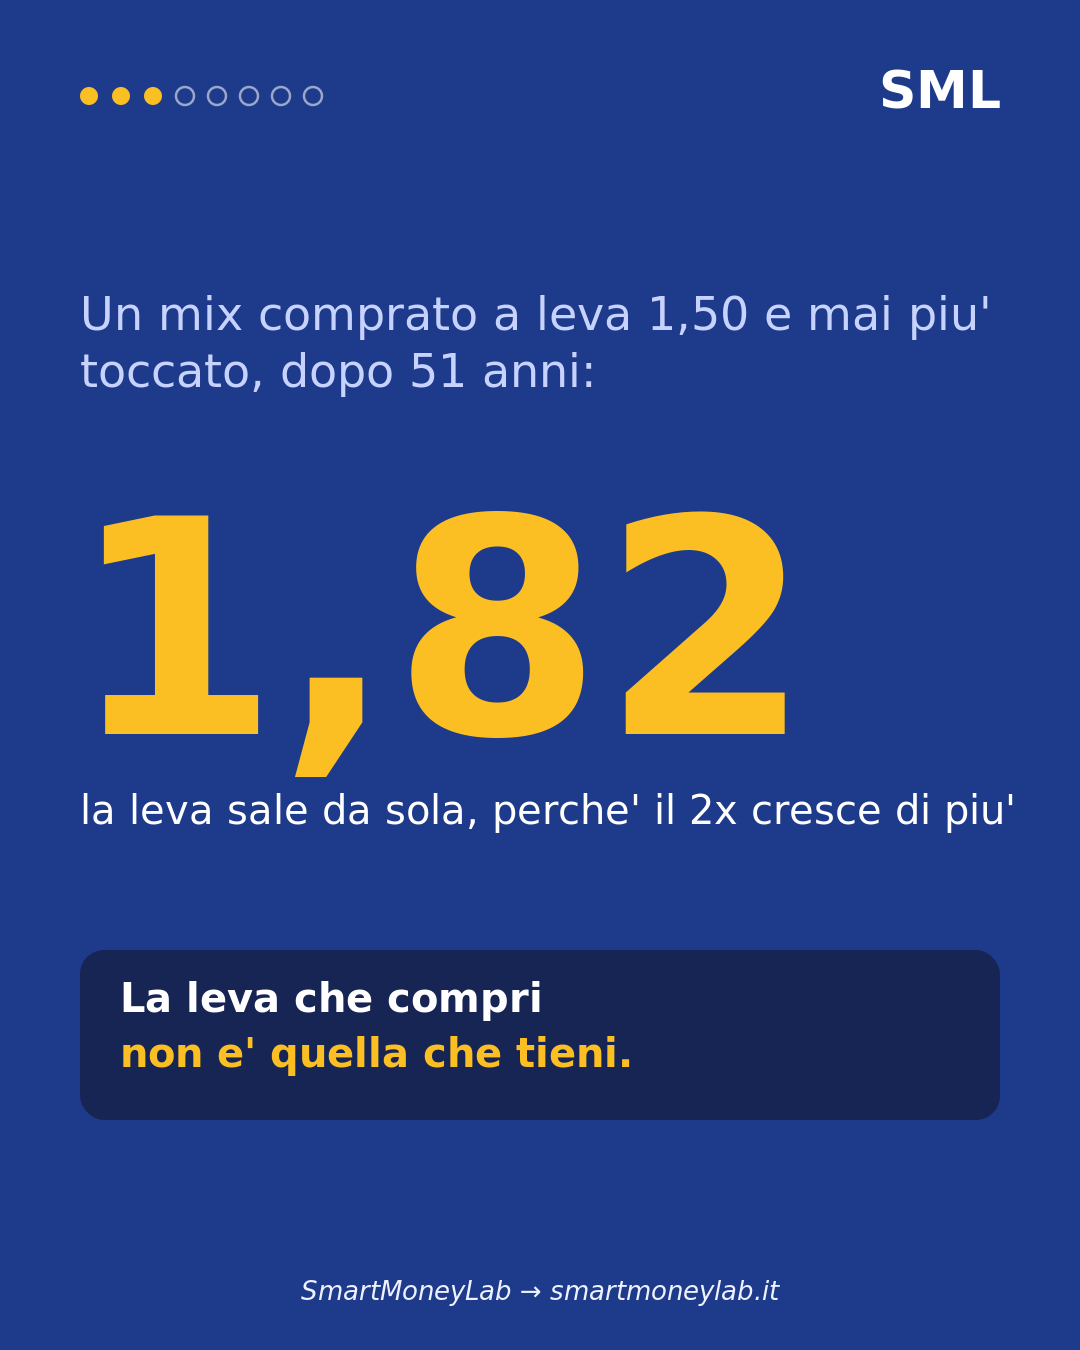 SML
Un mix comprato a leva 1,50 e mai piu'
toccato, dopo 51 anni:
1,82
la leva sale da sola, perche' il 2x cresce di piu'
La leva che compri
non e' quella che tieni.
SmartMoneyLab → smartmoneylab.it